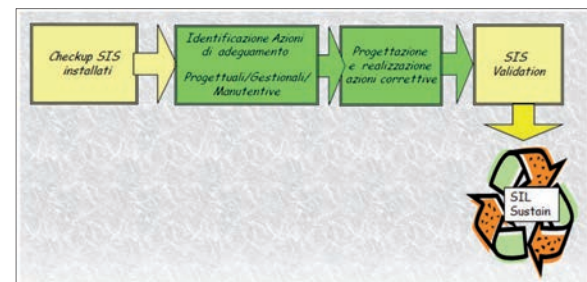 Checkup SIS
installati
Identificazione Azioni
di adeguamento
Progettuali/Gestionali/
Manutentive
Progettazione
e realizzazione
azioni correttive
SIS
Validation
SIL
Sustain